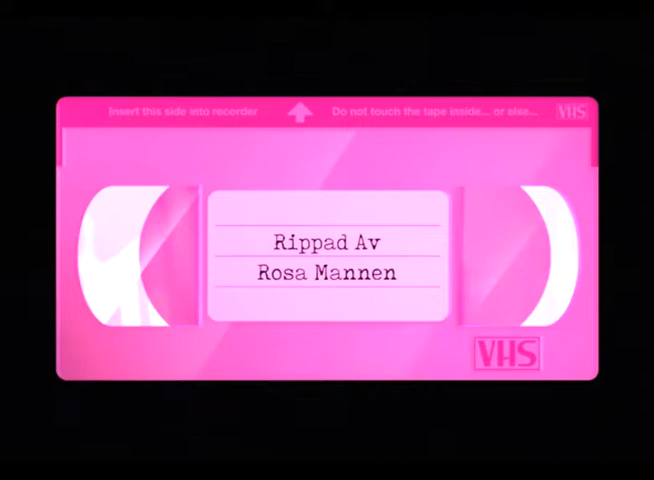 Insert this side into recorder Do not touch the tape inside... or else... VHS
Rippad Av
Rosa Mannen
VHS